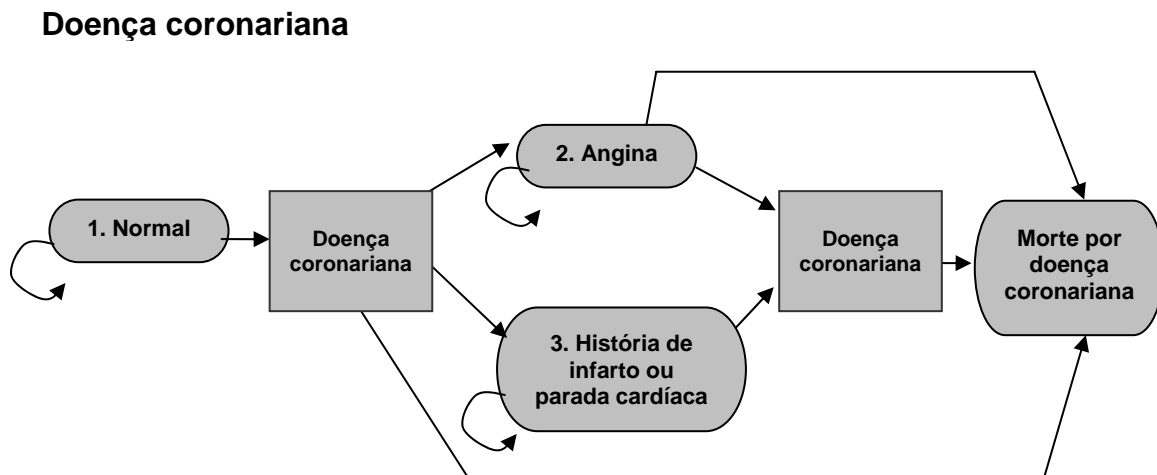 Doença coronariana
2. Angina
1. Normal
Doença
coronariana
Doença
coronariana
Morte por
doença
coronariana
3. História de
infarto ou
parada cardíaca